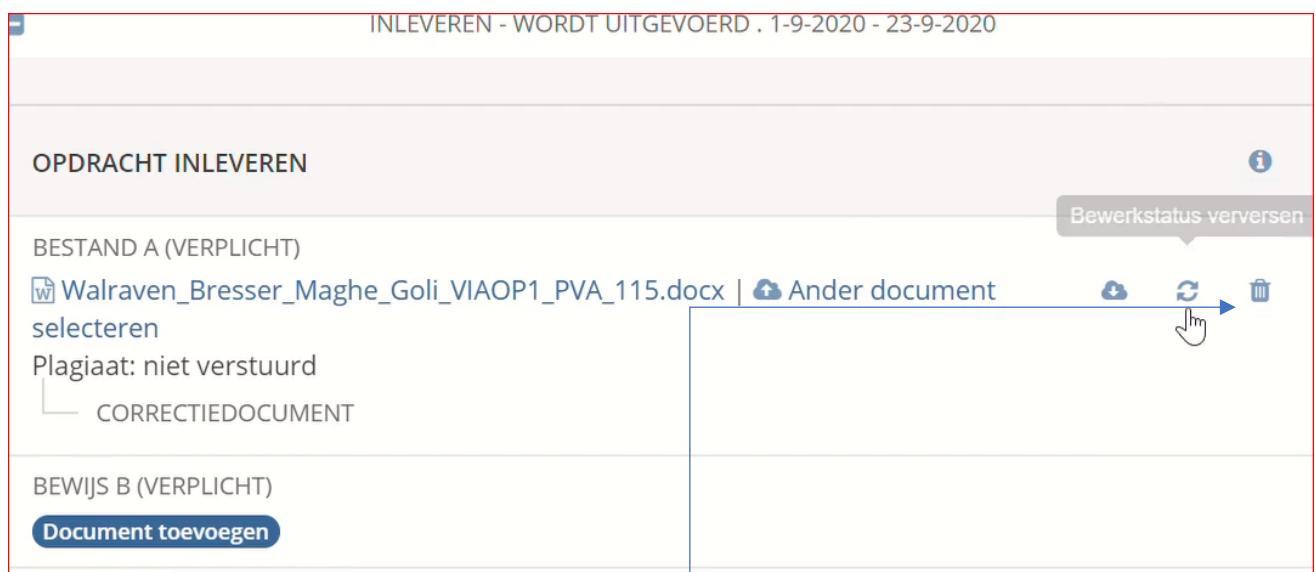 INLEVEREN - WORDT UITGEVOERD . 1-9-2020 - 23-9-2020
OPDRACHT INLEVEREN
Bewerkstatus verversen
BESTAND A (VERPLICHT)
Walraven_Bresser_Maghe_Goli_VIAOP1_PVA_115.docx | Ander document
selecteren
Plagiaat: niet verstuurd
CORRECTIEDOCUMENT
BEWIJS B (VERPLICHT)
Document toevoegen